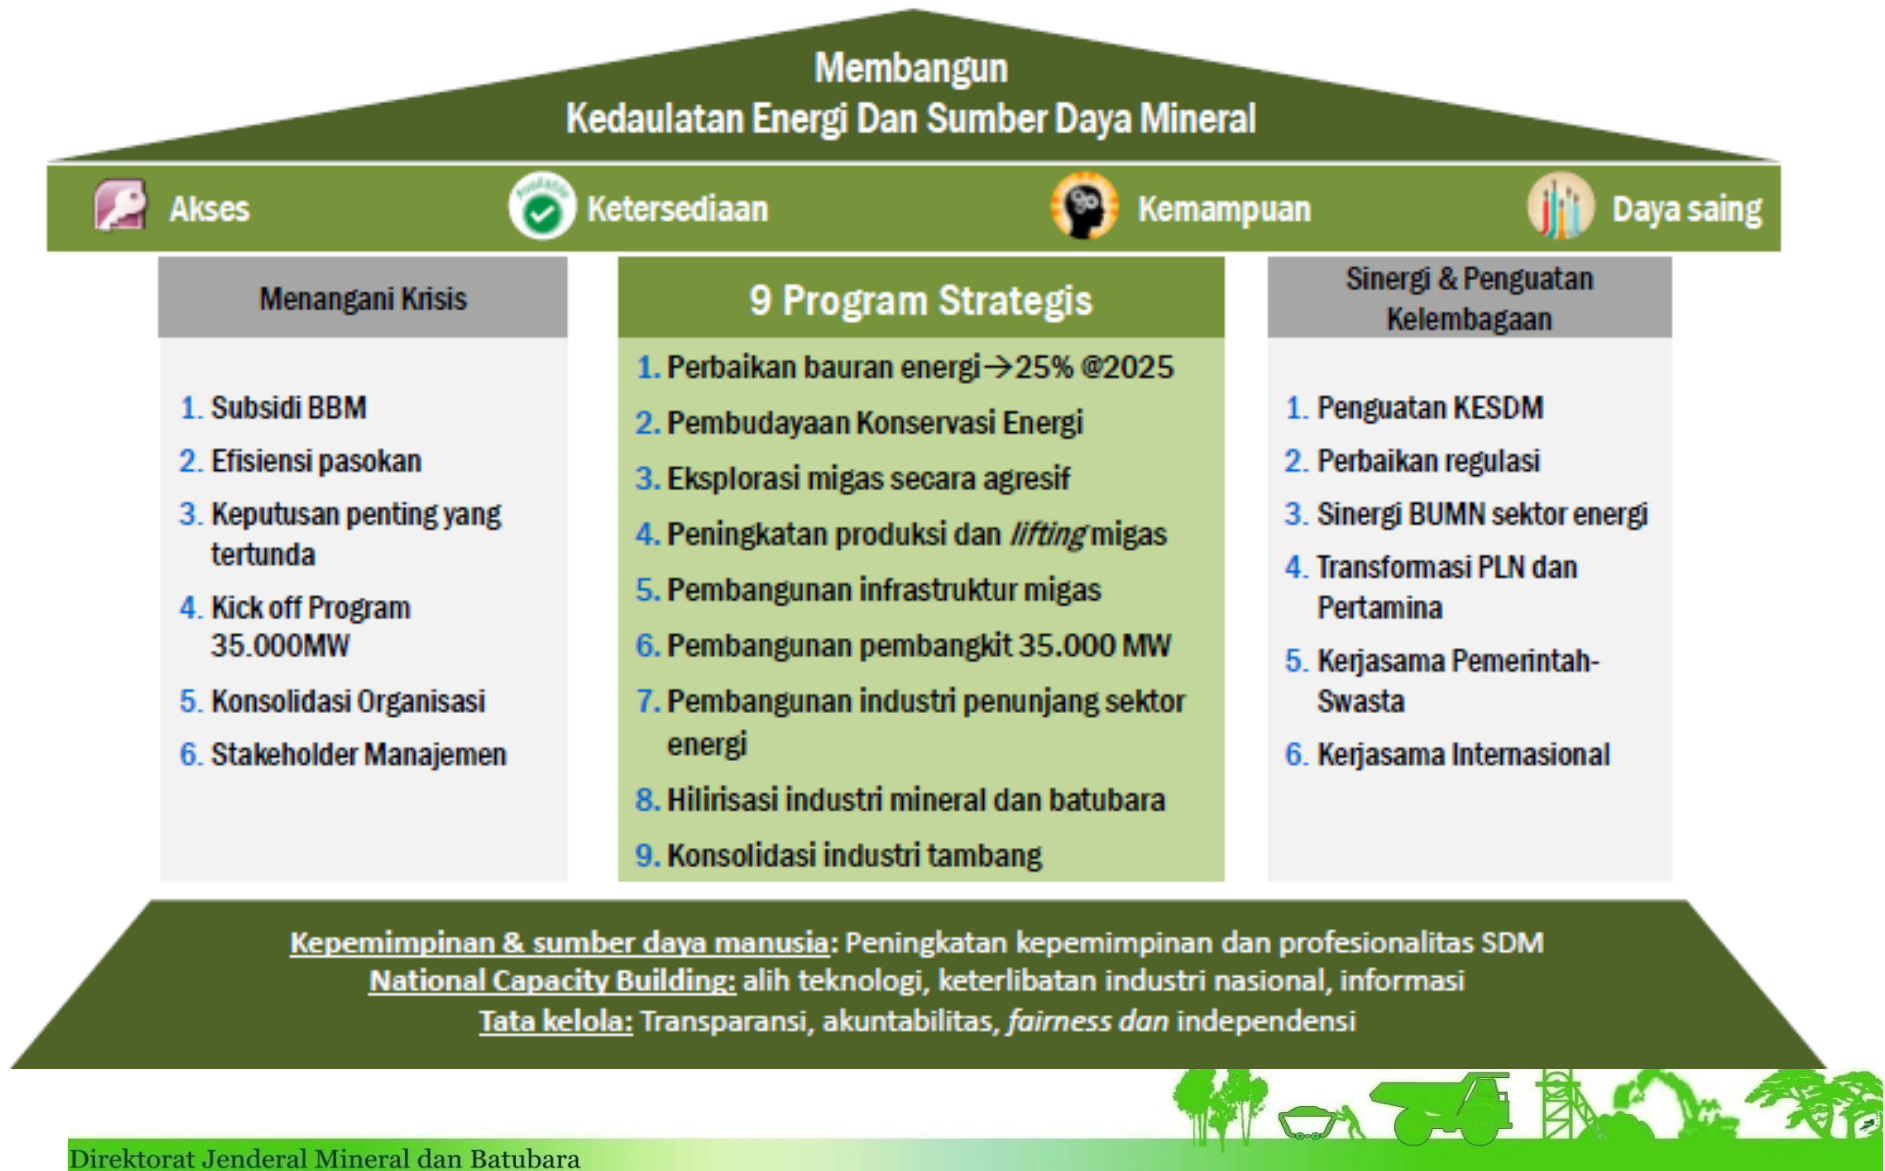 Membangun
Kedaulatan Energi Dan Sumber Daya Mineral
Akses
Ketersediaan
Kemampuan
Daya saing
Menangani Krisis
1. Subsidi BBM
2. Efisiensi pasokan
3. Keputusan penting yang
tertunda
4. Kick off Program
35.000MW
5. Konsolidasi Organisasi
6. Stakeholder Manajemen
9 Program Strategis
1. Perbaikan bauran energi→25% @2025
2. Pembudayaan Konservasi Energi
3. Eksplorasi migas secara agresif
4. Peningkatan produksi dan lifting migas
5. Pembangunan infrastruktur migas
6. Pembangunan pembangkit 35.000 MW
7. Pembangunan industri penunjang sektor
energi
8. Hilirisasi industri mineral dan batubara
9. Konsolidasi industri tambang
Sinergi & Penguatan
Kelembagaan
1. Penguatan KESDM
2. Perbaikan regulasi
3. Sinergi BUMN sektor energi
4. Transformasi PLN dan
Pertamina
5. Kerjasama Pemerintah-
Swasta
6. Kerjasama Internasional
Kepemimpinan & sumber daya manusia: Peningkatan kepemimpinan dan profesionalitas SDM
National Capacity Building: alih teknologi, keterlibatan industri nasional, informasi
Tata kelola: Transparansi, akuntabilitas, fairness dan independensi
Direktorat Jenderal Mineral dan Batubara